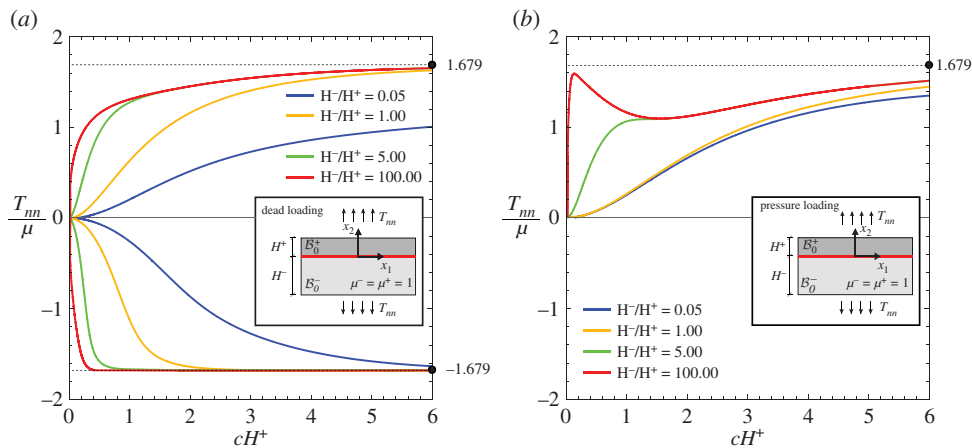 (a)
2
1
0
−1
−2
T_nn
μ
1.679
−1.679
H⁻/H⁺ = 0.05
H⁻/H⁺ = 1.00
H⁻/H⁺ = 5.00
H⁻/H⁺ = 100.00
dead loading
T_nn
x₂
H⁺
B₀⁺
x₁
H⁻
B₀⁻
μ⁻ = μ⁺ = 1
T_nn
0 1 2 3 4 5 6
cH⁺
(b)
2
1
0
−1
−2
T_nn
μ
1.679
pressure loading
T_nn
x₂
H⁺
B₀⁺
x₁
H⁻
B₀⁻
μ⁻ = μ⁺ = 1
T_nn
H⁻/H⁺ = 0.05
H⁻/H⁺ = 1.00
H⁻/H⁺ = 5.00
H⁻/H⁺ = 100.00
0 1 2 3 4 5 6
cH⁺